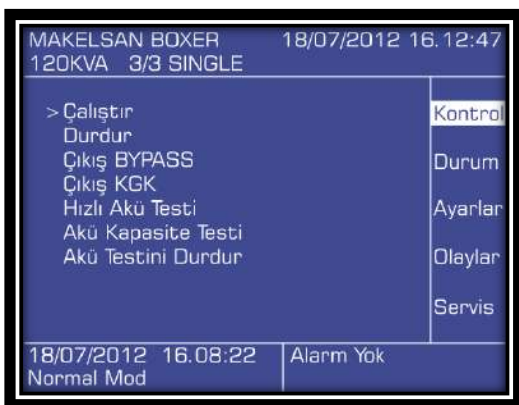 MAKELSAN BOXER 18/07/2012 16.12:47
120KVA 3/3 SINGLE
>Çalıştır
Durdur
Çıkış BYPASS
Çıkış KGK
Hızlı Akü Testi
Akü Kapasite Testi
Akü Testini Durdur
Kontrol
Durum
Ayarlar
Olaylar
Servis
18/07/2012 16.08:22
Normal Mod
Alarm Yok